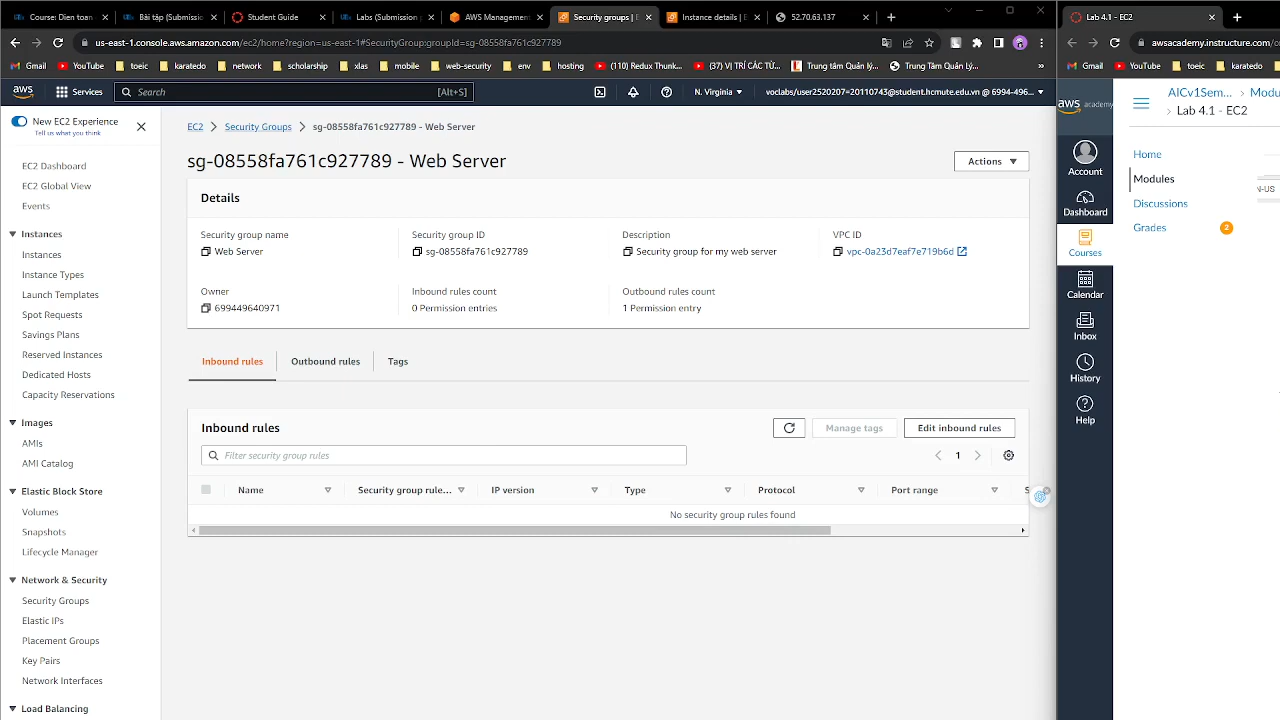 Course: Dien toan
Bài tập (Submission
Student Guide
Labs (Submission
AWS Management
Security groups | E
Instance details | E
52.70.63.137
Lab 4.1 - EC2
us-east-1.console.aws.amazon.com/ec2/home?region=us-east-1#SecurityGroup:groupId=sg-08558fa761c927789
awsacademy.instructure.com/c
Gmail
YouTube
toeic
karatedo
network
scholarship
xlas
mobile
web-security
env
hosting
(110) Redux Thunk...
(37) VỊ TRÍ CÁC TỪ...
Trung tâm Quản lý...
Trung Tâm Quản lý...
»
Gmail
YouTube
toeic
karatedo
aws
Services
Search
[Alt+S]
N. Virginia
voclabs/user2520207=20110743@student.hcmute.edu.vn @ 6994-496...
New EC2 Experience
Tell us what you think
EC2 Dashboard
EC2 Global View
Events
Instances
Instances
Instance Types
Launch Templates
Spot Requests
Savings Plans
Reserved Instances
Dedicated Hosts
Capacity Reservations
Images
AMIs
AMI Catalog
Elastic Block Store
Volumes
Snapshots
Lifecycle Manager
Network & Security
Security Groups
Elastic IPs
Placement Groups
Key Pairs
Network Interfaces
Load Balancing
EC2 > Security Groups > sg-08558fa761c927789 - Web Server
sg-08558fa761c927789 - Web Server
Actions
Details
Security group name
Web Server
Security group ID
sg-08558fa761c927789
Description
Security group for my web server
VPC ID
vpc-0a23d7eaf7e719b6d
Owner
699449640971
Inbound rules count
0 Permission entries
Outbound rules count
1 Permission entry
Inbound rules
Outbound rules
Tags
Inbound rules
Manage tags
Edit inbound rules
Filter security group rules
1
Name
Security group rule...
IP version
Type
Protocol
Port range
S
No security group rules found
aws academy
Account
Dashboard
Courses
Calendar
Inbox
History
Help
AICv1Sem... > Modu
> Lab 4.1 - EC2
Home
Modules
Discussions
Grades
2
N-US